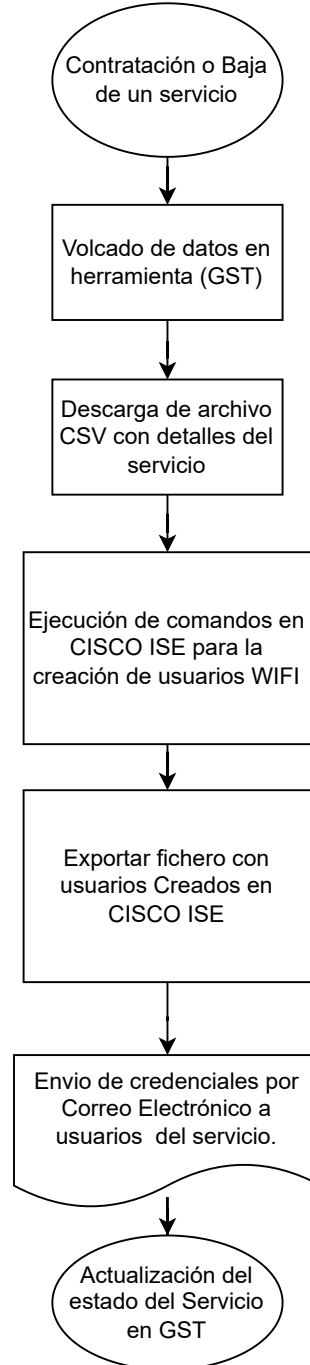 Contratación o Baja
de un servicio
Volcado de datos en
herramienta (GST)
Descarga de archivo
CSV con detalles del
servicio
Ejecución de comandos en
CISCO ISE para la
creación de usuarios WIFI
Exportar fichero con
usuarios Creados en
CISCO ISE
Envio de credenciales por
Correo Electrónico a
usuarios  del servicio.
Actualización del
estado del Servicio
en GST